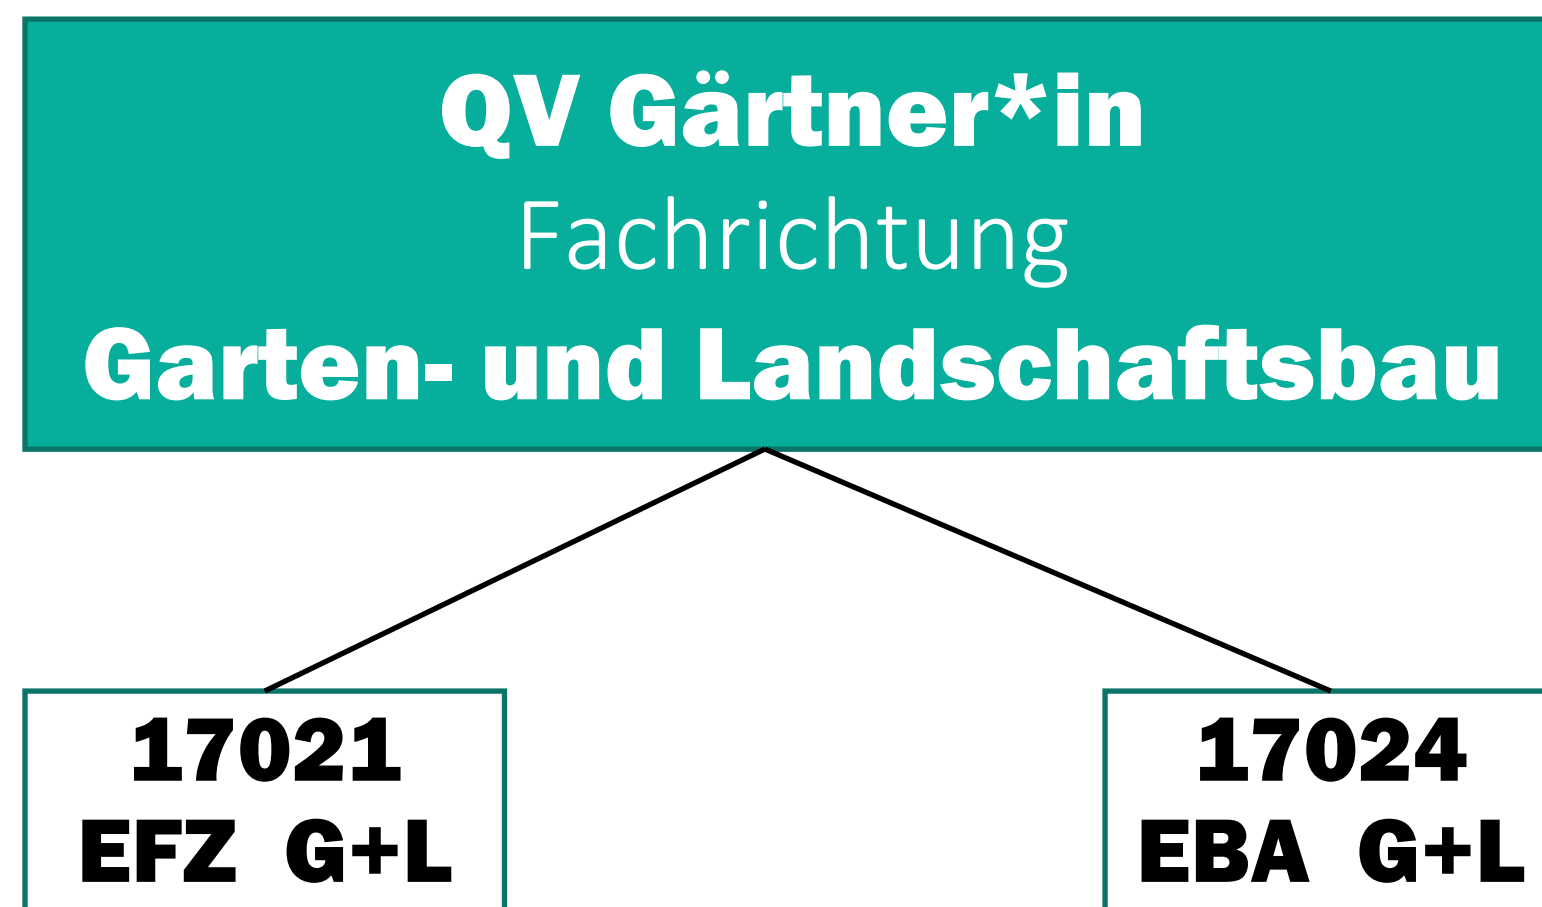 QV Gärtner*in
Fachrichtung
Garten- und Landschaftsbau
17021
EFZ G+L
17024
EBA G+L